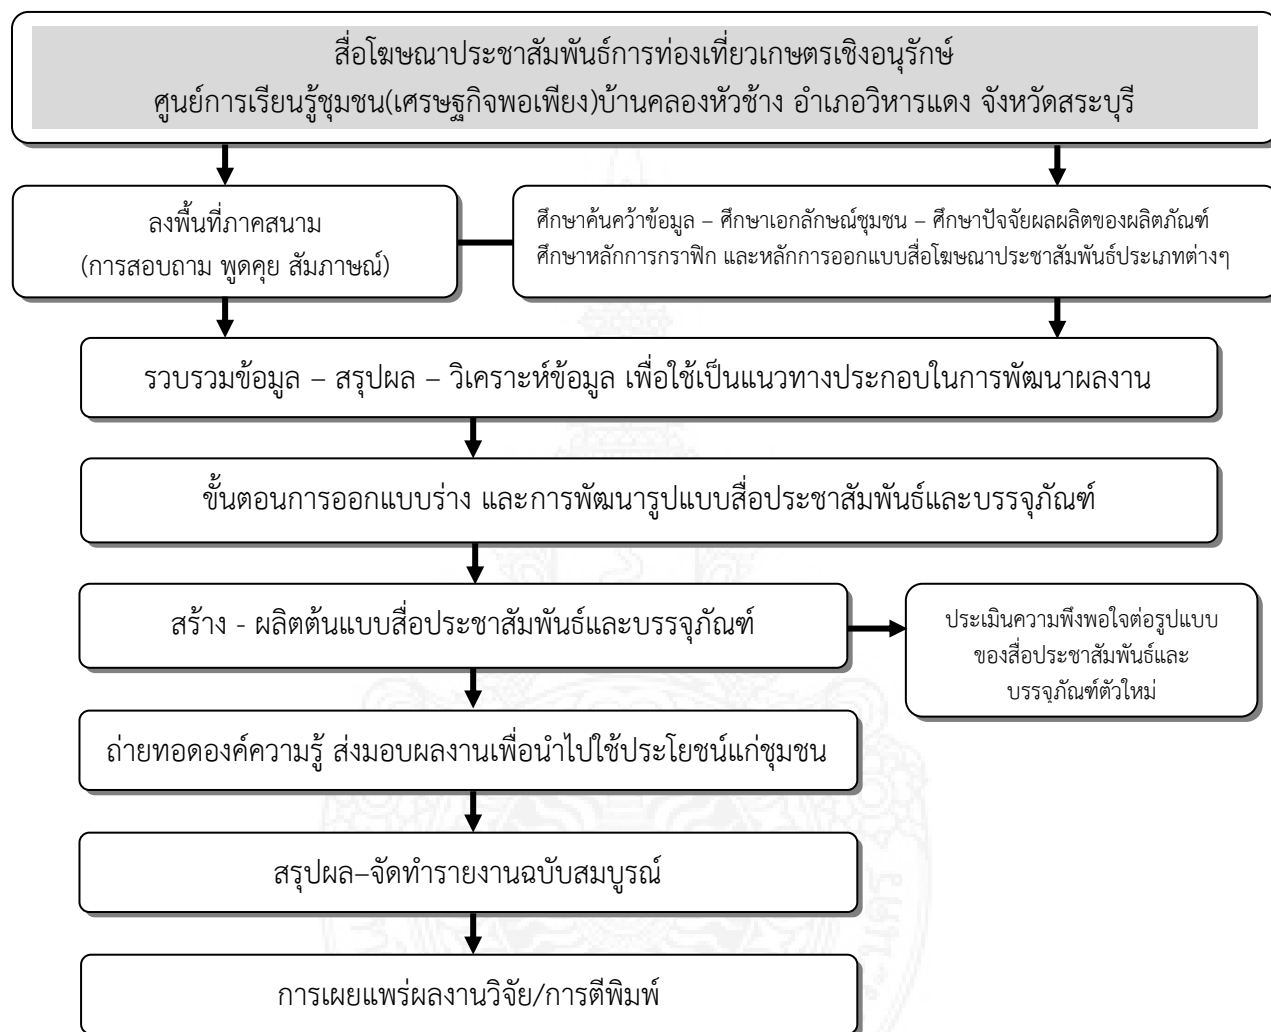 สื่อโฆษณาประชาสัมพันธ์การท่องเที่ยวเกษตรเชิงอนุรักษ์
ศูนย์การเรียนรู้ชุมชน(เศรษฐกิจพอเพียง)บ้านคลองหัวช้าง อำเภอวิหารแดง จังหวัดสระบุรี
ลงพื้นที่ภาคสนาม
(การสอบถาม พูดคุย สัมภาษณ์)
ศึกษาค้นคว้าข้อมูล – ศึกษาเอกลักษณ์ชุมชน – ศึกษาปัจจัยผลผลิตของผลิตภัณฑ์
ศึกษาหลักการกราฟิก และหลักการออกแบบสื่อโฆษณาประชาสัมพันธ์ประเภทต่างๆ
รวบรวมข้อมูล – สรุปผล – วิเคราะห์ข้อมูล เพื่อใช้เป็นแนวทางประกอบในการพัฒนาผลงาน
ขั้นตอนการออกแบบร่าง และการพัฒนารูปแบบสื่อประชาสัมพันธ์และบรรจุภัณฑ์
สร้าง - ผลิตต้นแบบสื่อประชาสัมพันธ์และบรรจุภัณฑ์
ประเมินความพึงพอใจต่อรูปแบบ
ของสื่อประชาสัมพันธ์และ
บรรจุภัณฑ์ตัวใหม่
ถ่ายทอดองค์ความรู้ ส่งมอบผลงานเพื่อนำไปใช้ประโยชน์แก่ชุมชน
สรุปผล–จัดทำรายงานฉบับสมบูรณ์
การเผยแพร่ผลงานวิจัย/การตีพิมพ์